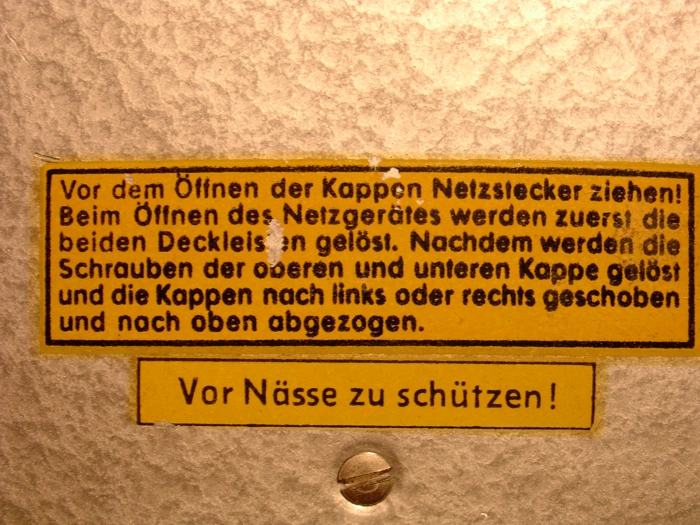 Vor dem Öffnen der Kappen Netzstecker ziehen!
Beim Öffnen des Netzgerätes werden zuerst die
beiden Deckleisten gelöst. Nachdem werden die
Schrauben der oberen und unteren Kappe gelöst
und die Kappen nach links oder rechts geschoben
und nach oben abgezogen.
Vor Nässe zu schützen!